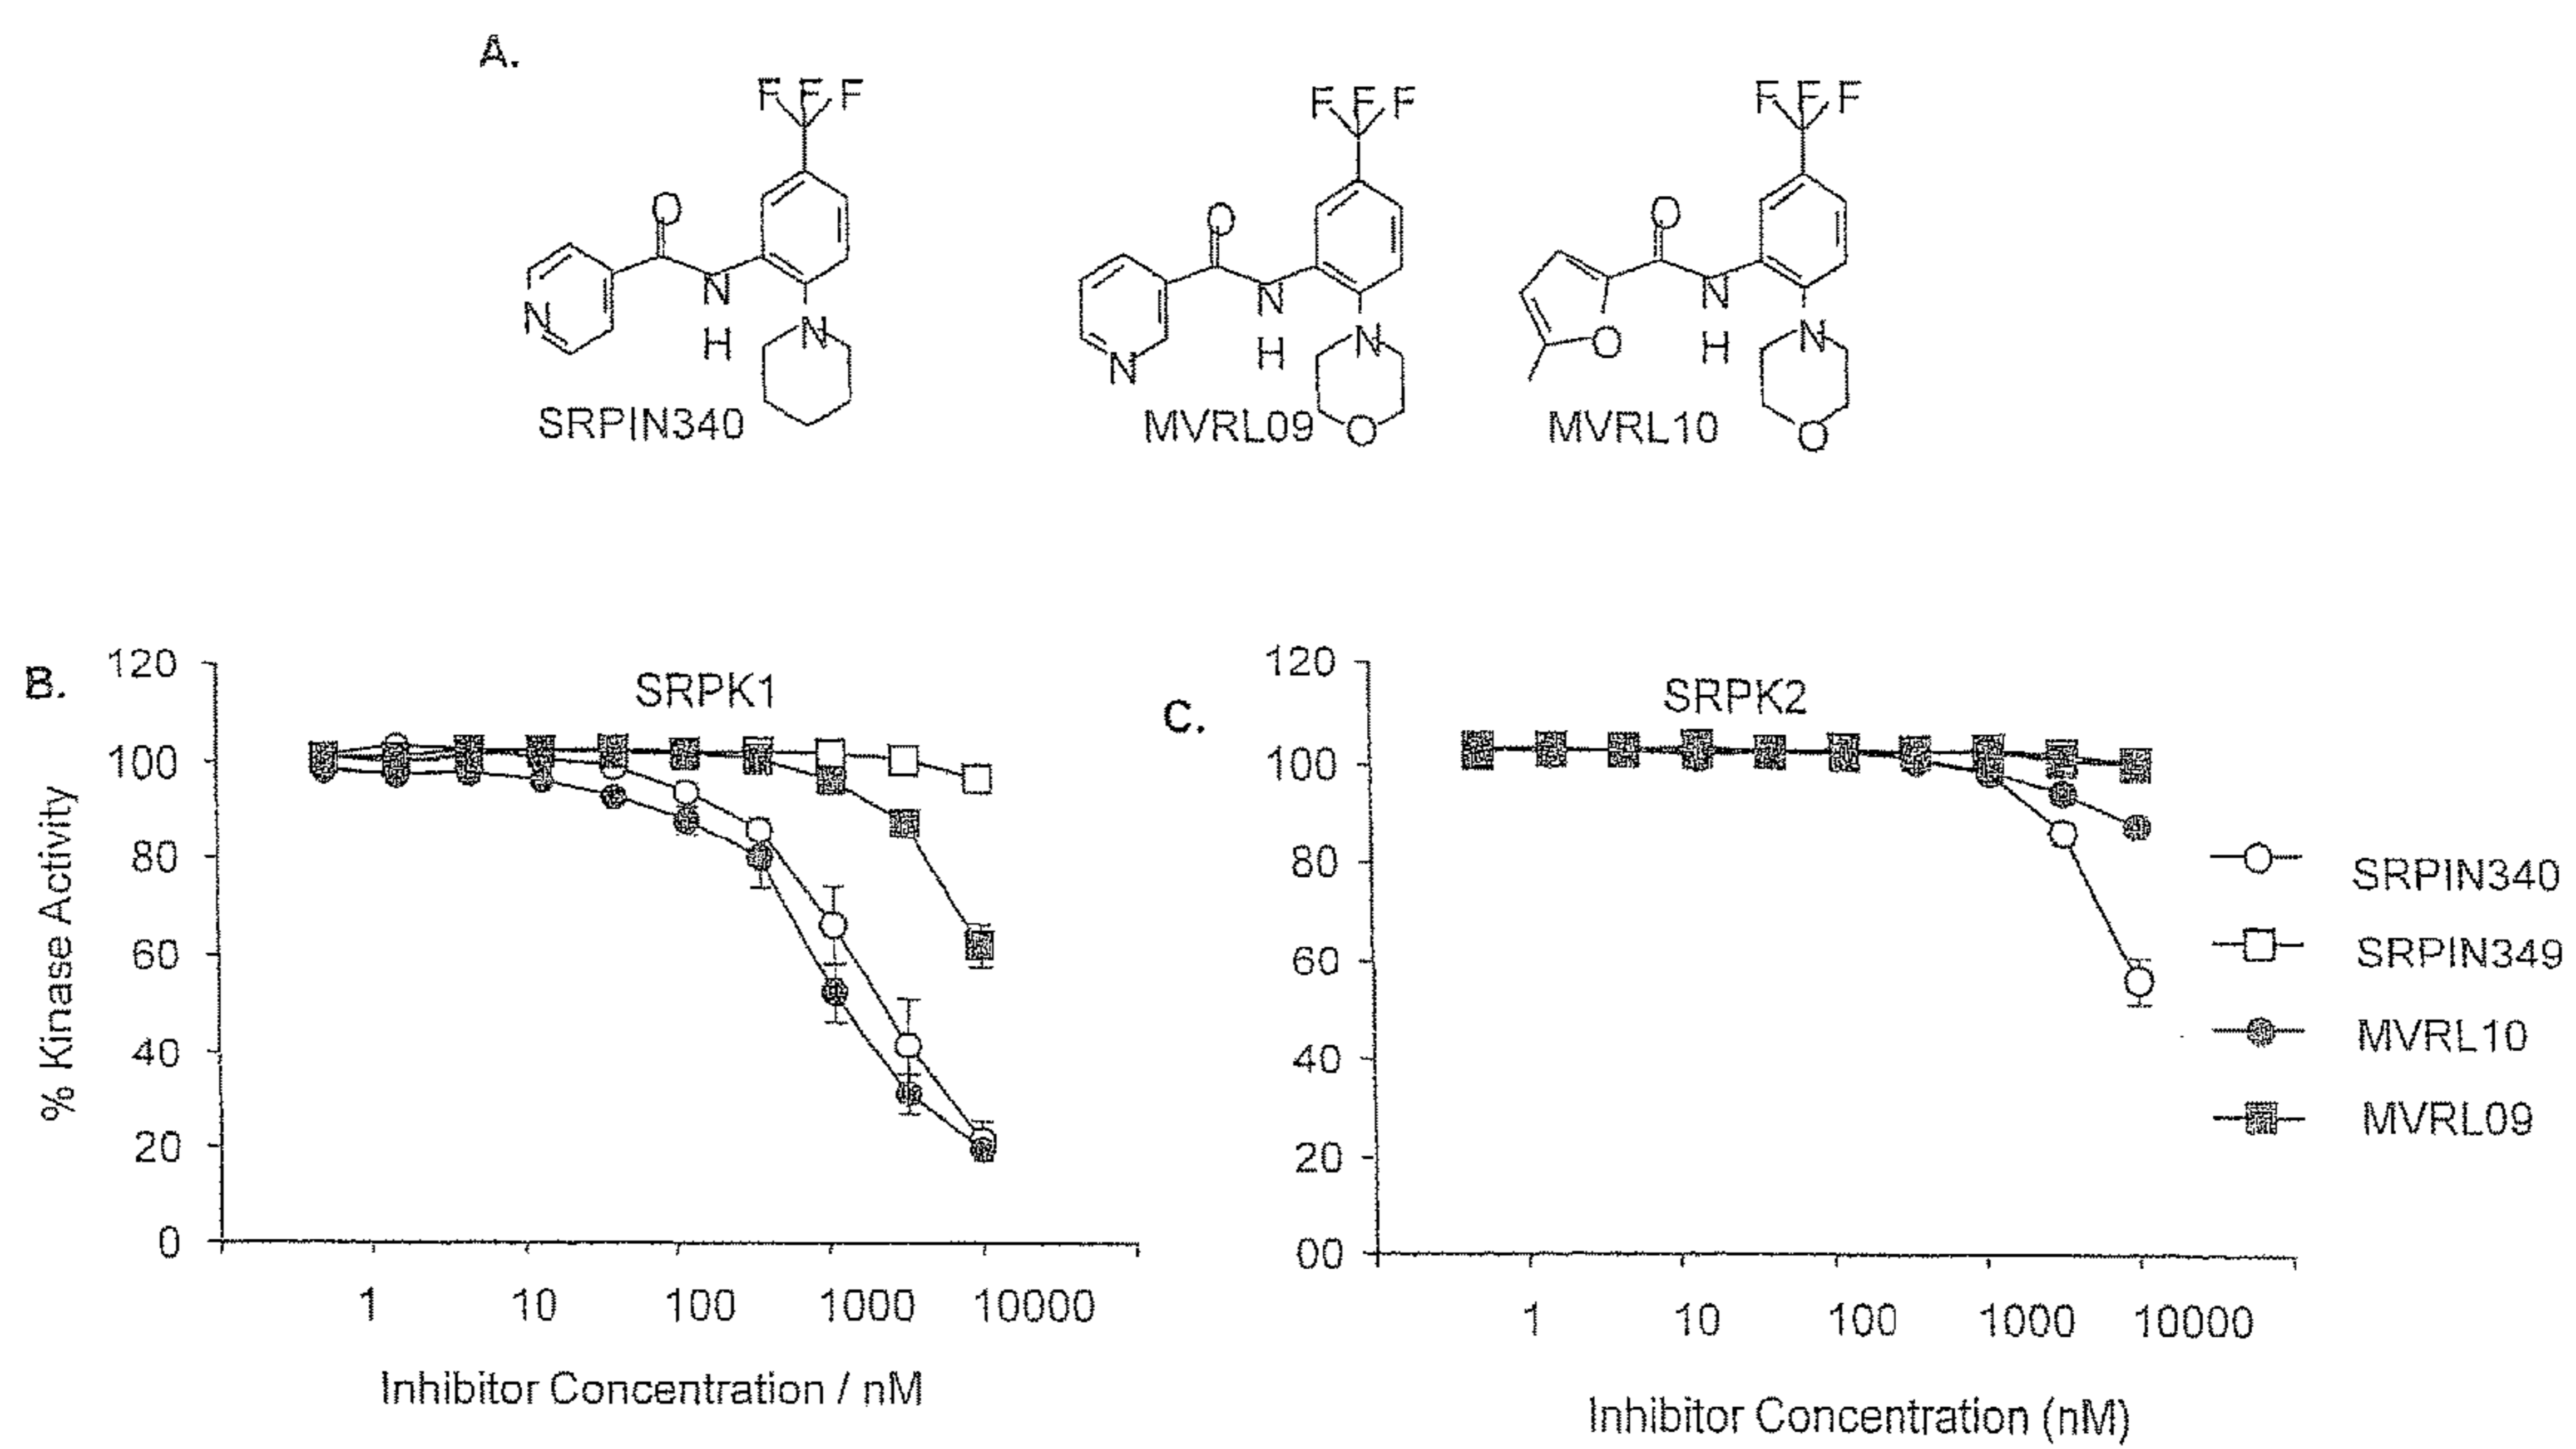 A.
F F F
F F F
F F F
O
O
O
N
N
N
N
N
O
H
N
H
N
H
N
SRPIN340
MVRL09
O
MVRL10
O
B.
SRPK1
120
100
80
60
40
20
0
% Kinase Activity
1 10 100 1000 10000
Inhibitor Concentration / nM
C.
SRPK2
120
100
80
60
40
20
00
1 10 100 1000 10000
Inhibitor Concentration (nM)
SRPIN340
SRPIN349
MVRL10
MVRL09